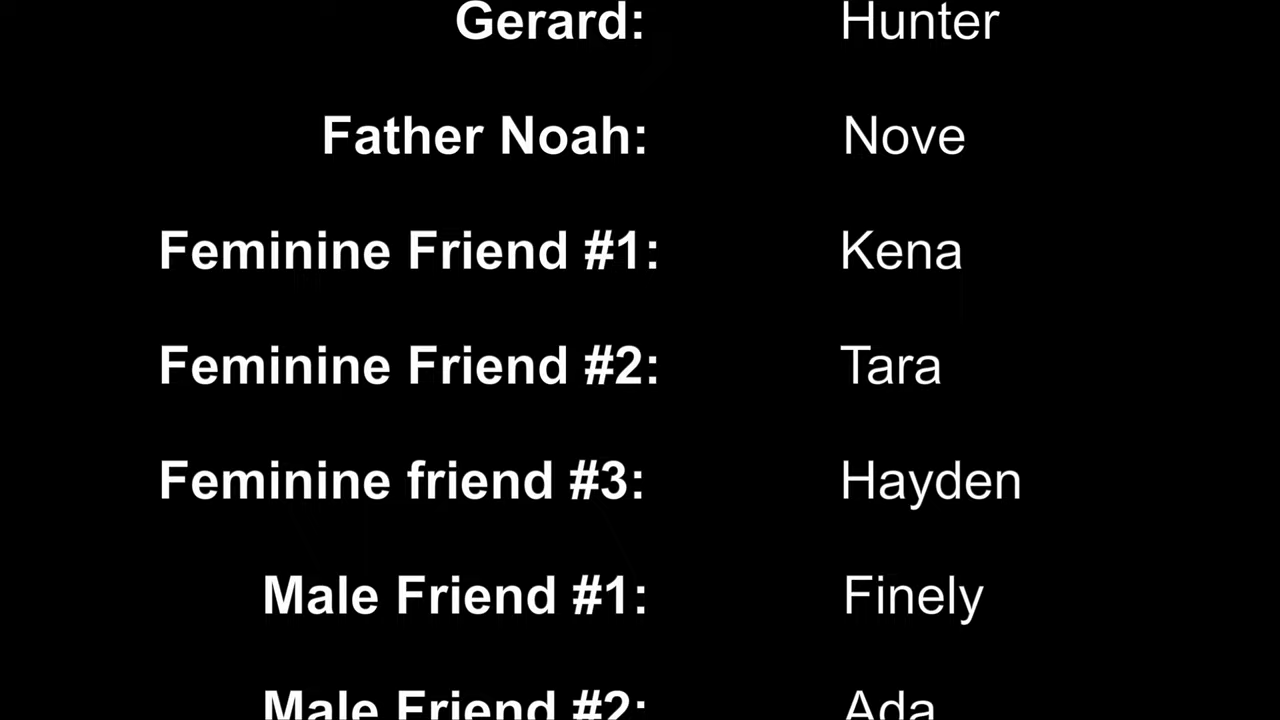 Gerard: Hunter
Father Noah: Nove
Feminine Friend #1: Kena
Feminine Friend #2: Tara
Feminine friend #3: Hayden
Male Friend #1: Finely
Male Friend #2: Ada